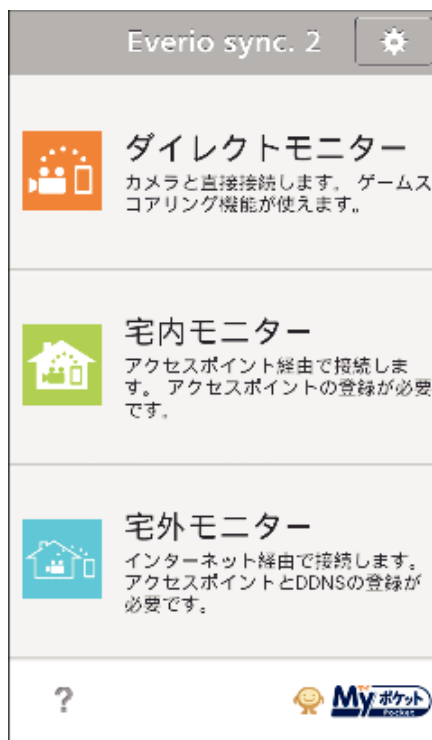 Everio sync. 2
ダイレクトモニター
カメラと直接接続します。 ゲームス
コアリング機能が使えます。
宅内モニター
アクセスポイント経由で接続しま
す。 アクセスポイントの登録が必要
です。
宅外モニター
インターネット経由で接続します。
アクセスポイントとDDNSの登録が
必要です。
?
Myポケット
Pocket